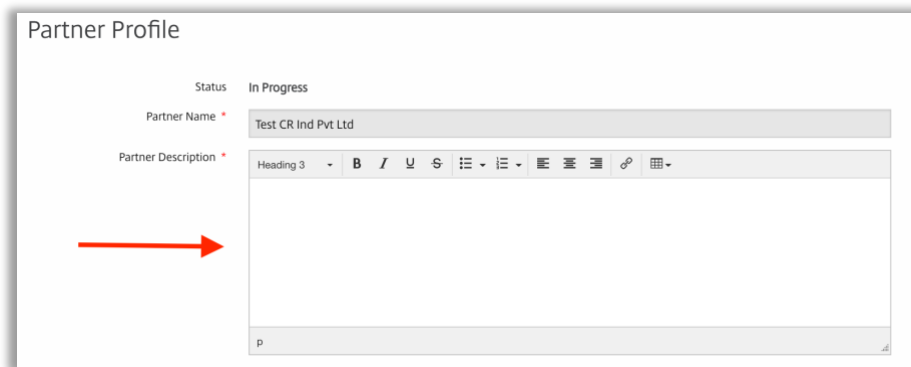 Partner Profile
Status In Progress
Partner Name * Test CR Ind Pvt Ltd
Partner Description * Heading 3 B I U S
p